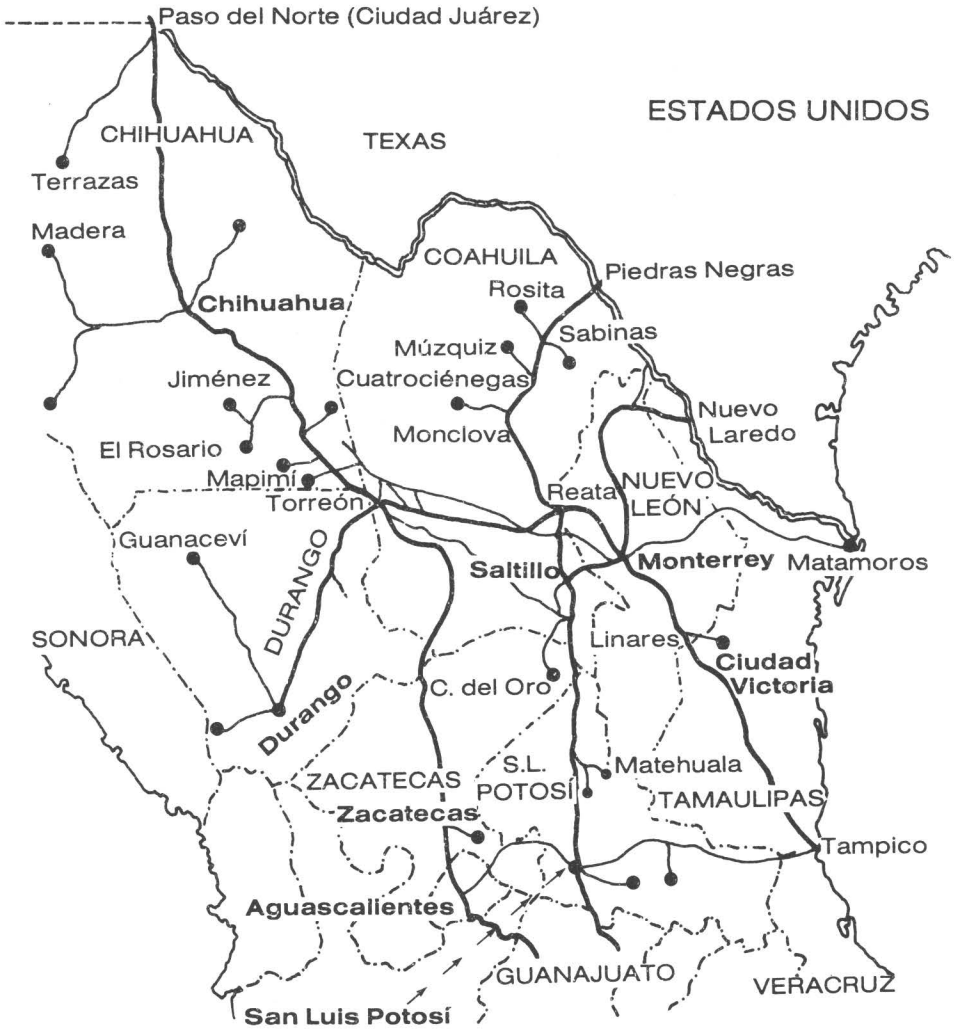 Paso del Norte (Ciudad Juárez)
ESTADOS UNIDOS
CHIHUAHUA
TEXAS
Terrazas
Madera
COAHUILA
Piedras Negras
Rosita
Chihuahua
Sabinas
Múzquiz
Jiménez
Cuatrociénegas
Nuevo
Laredo
Monclova
El Rosario
Mapimí
Torreón
Reata
NUEVO
LEÓN
Guanaceví
DURANGO
Saltillo
Monterrey
Matamoros
SONORA
Linares
Ciudad
Victoria
C. del Oro
Durango
ZACATECAS
S.L.
POTOSÍ
Matehuala
TAMAULIPAS
Zacatecas
Tampico
Aguascalientes
GUANAJUATO
VERACRUZ
San Luis Potosí